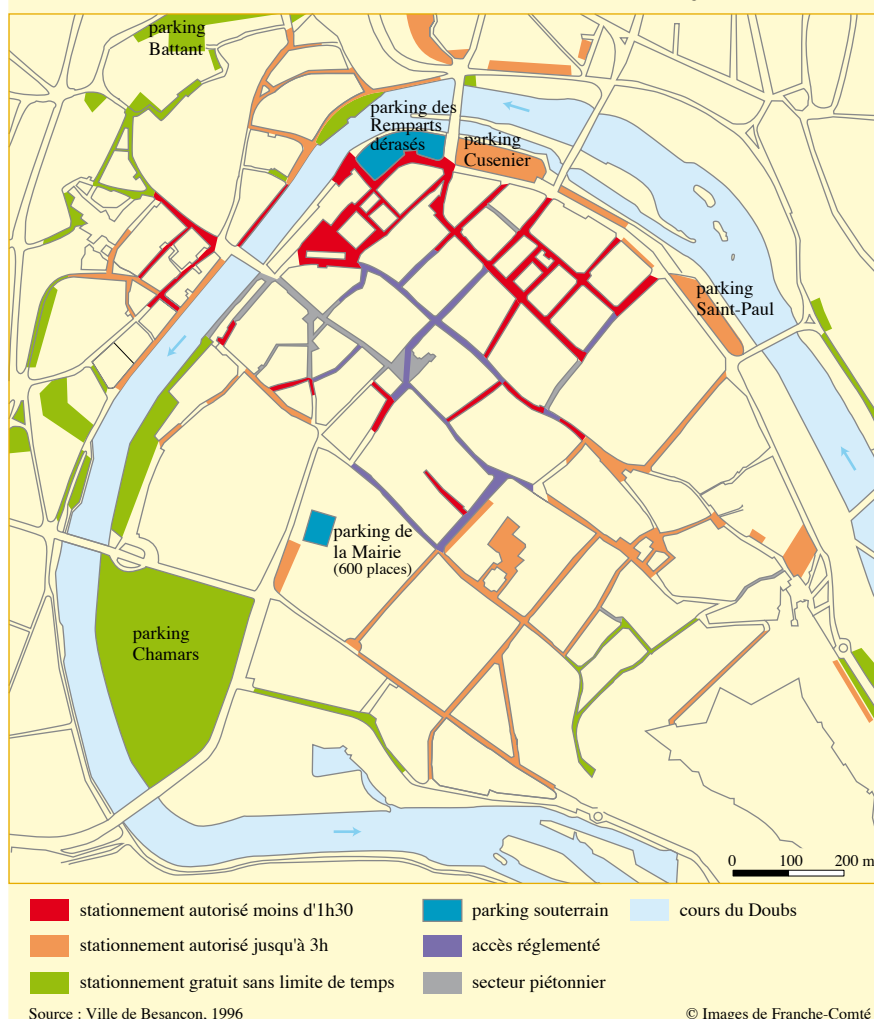 parking
Battant
parking des
Remparts
dérasés
parking
Cusenier
parking
Saint-Paul
parking de
la Mairie
(600 places)
parking
Chamars
0 100 200 m
stationnement autorisé moins d'1h30
stationnement autorisé jusqu'à 3h
stationnement gratuit sans limite de temps
parking souterrain
accès réglementé
secteur piétonnier
cours du Doubs
Source : Ville de Besançon, 1996
© Images de Franche-Comté